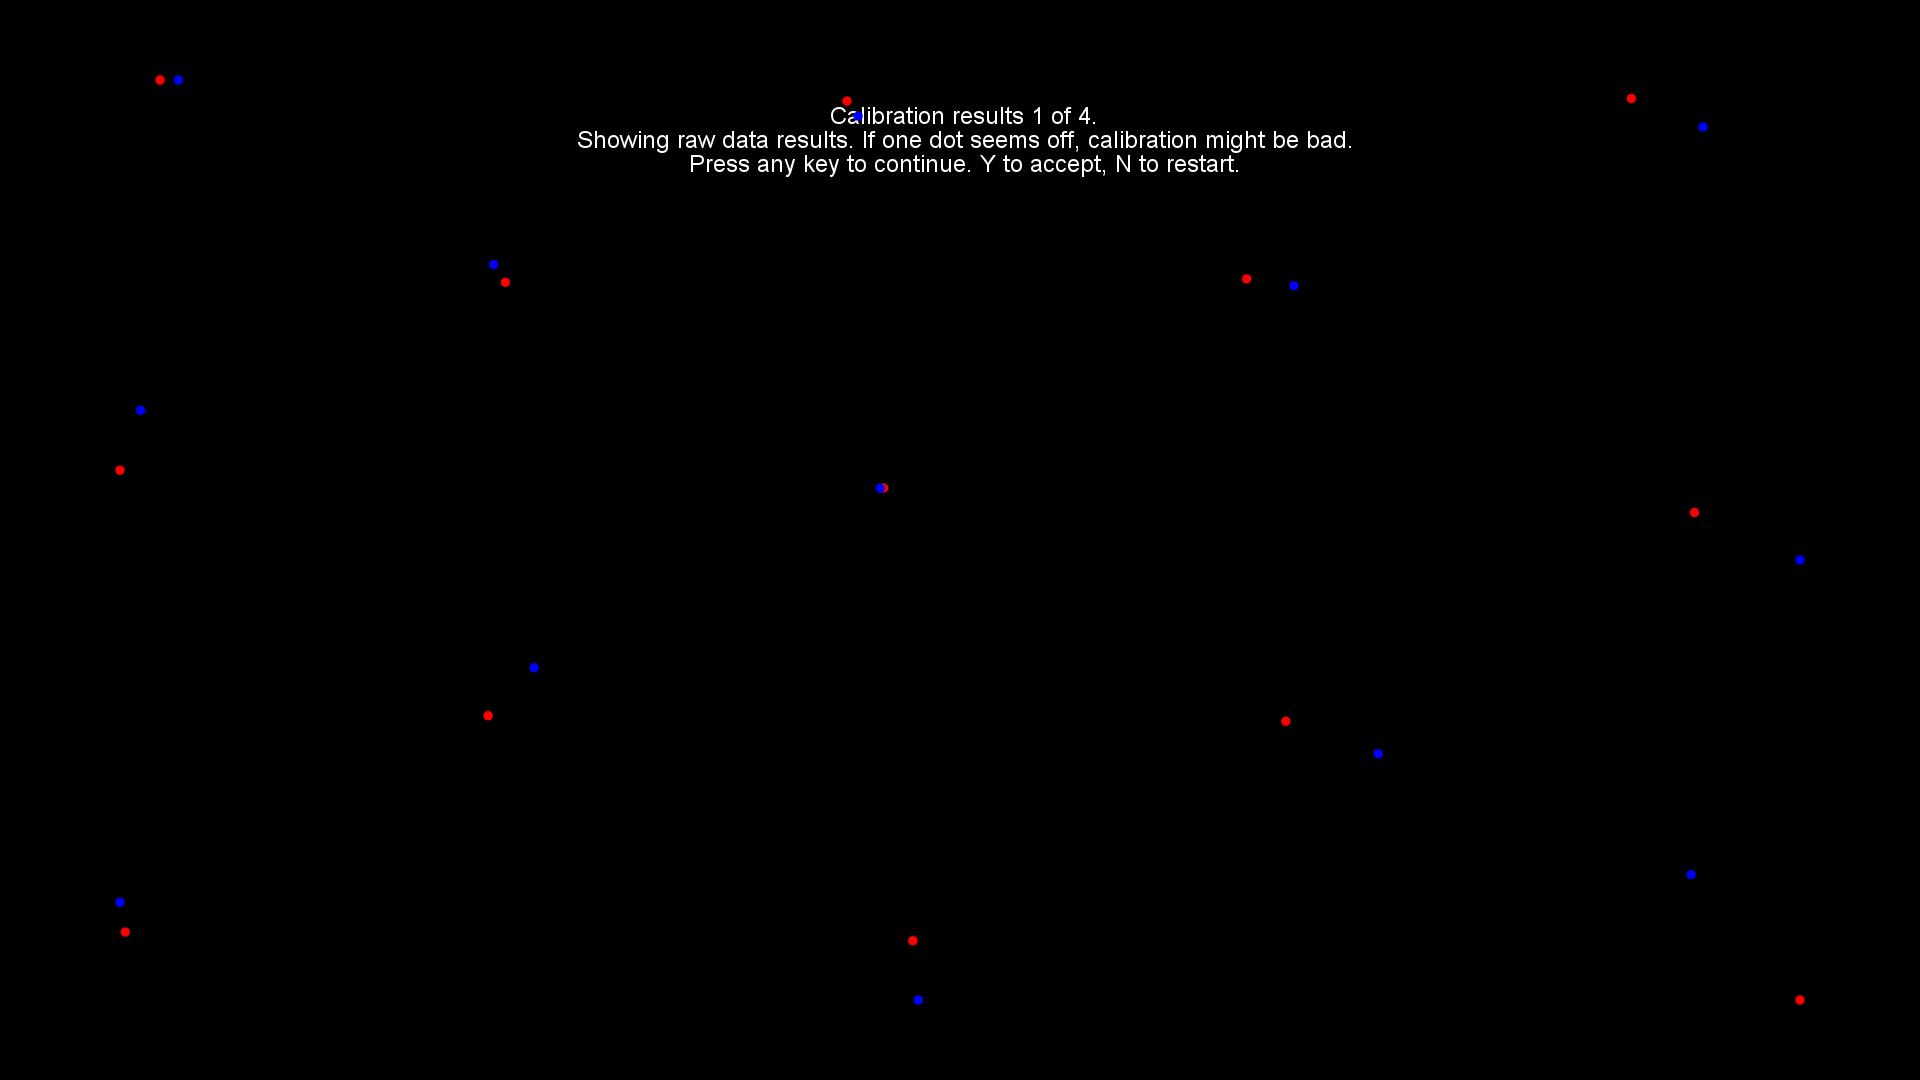 Calibration results 1 of 4.
Showing raw data results. If one dot seems off, calibration might be bad.
Press any key to continue. Y to accept, N to restart.